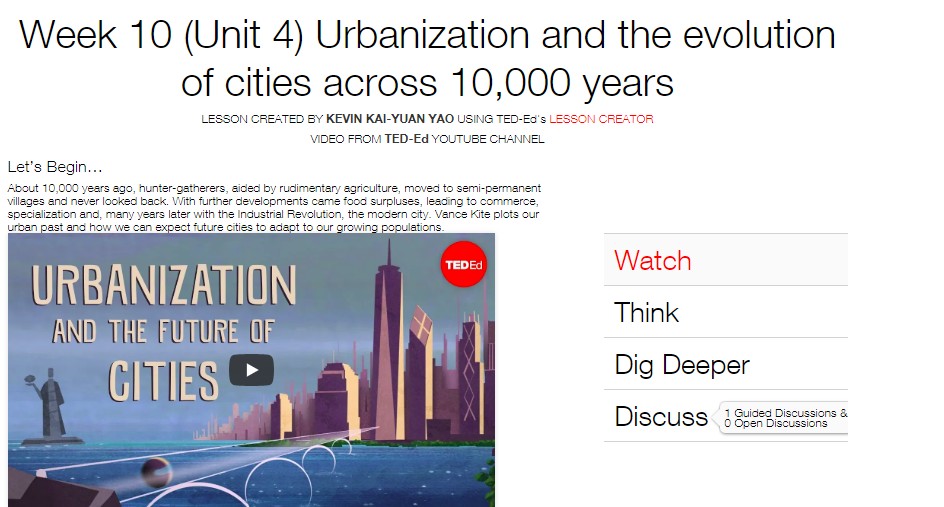 Week 10 (Unit 4) Urbanization and the evolution
of cities across 10,000 years
LESSON CREATED BY KEVIN KAI-YUAN YAO USING TED-Ed's LESSON CREATOR
VIDEO FROM TED-Ed YOUTUBE CHANNEL
Let's Begin…
About 10,000 years ago, hunter-gatherers, aided by rudimentary agriculture, moved to semi-permanent
villages and never looked back. With further developments came food surpluses, leading to commerce,
specialization and, many years later with the Industrial Revolution, the modern city. Vance Kite plots our
urban past and how we can expect future cities to adapt to our growing populations.
URBANIZATION
AND THE FUTURE OF
CITIES
TEDEd
Watch
Think
Dig Deeper
Discuss
1 Guided Discussions &
0 Open Discussions